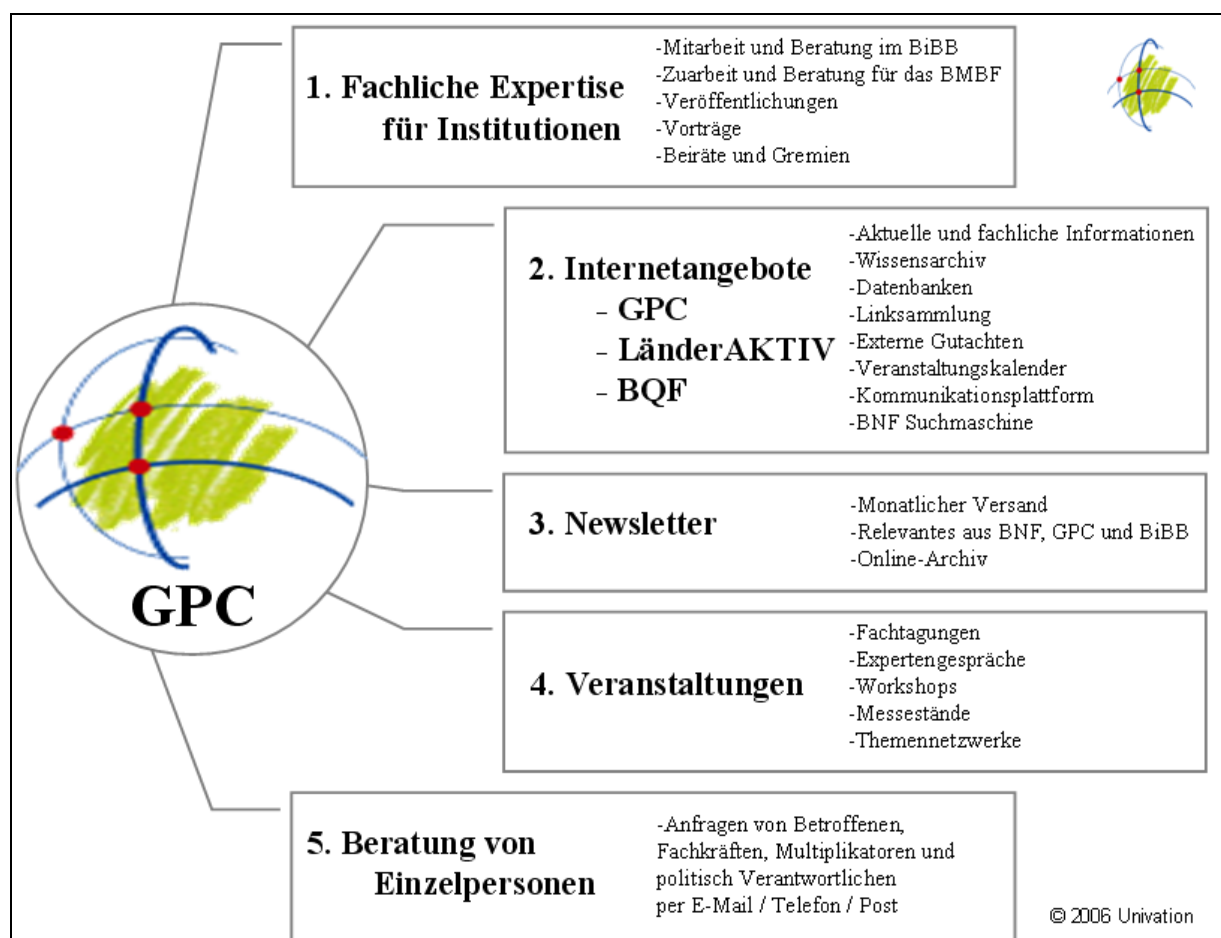 1. Fachliche Expertise
für Institutionen
-Mitarbeit und Beratung im BiBB
-Zuarbeit und Beratung für das BMBF
-Veröffentlichungen
-Vorträge
-Beiräte und Gremien
2. Internetangebote
- GPC
- LänderAKTIV
- BQF
-Aktuelle und fachliche Informationen
-Wissensarchiv
-Datenbanken
-Linksammlung
-Externe Gutachten
-Veranstaltungskalender
-Kommunikationsplattform
-BNF Suchmaschine
GPC
3. Newsletter
-Monatlicher Versand
-Relevantes aus BNF, GPC und BiBB
-Online-Archiv
4. Veranstaltungen
-Fachtagungen
-Expertengespräche
-Workshops
-Messestände
-Themennetzwerke
5. Beratung von
Einzelpersonen
-Anfragen von Betroffenen,
Fachkräften, Multiplikatoren und
politisch Verantwortlichen
per E-Mail / Telefon / Post
© 2006 Univation